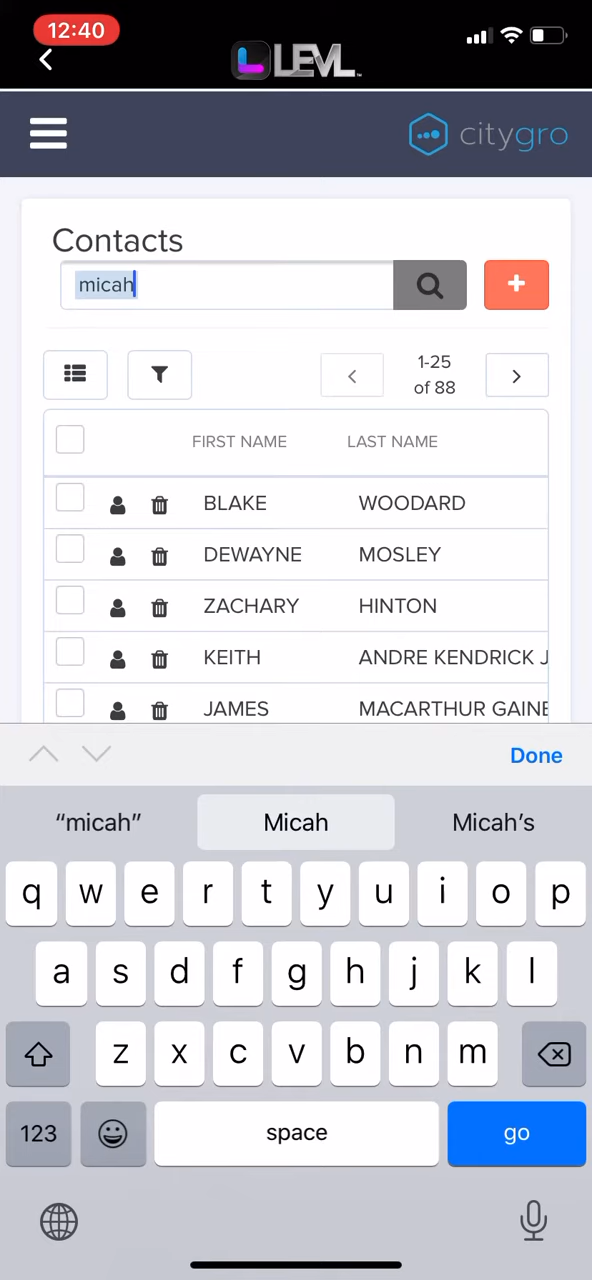 12:40
LEVL™
citygro
Contacts
micah
1-25
of 88
FIRST NAME LAST NAME
BLAKE WOODARD
DEWAYNE MOSLEY
ZACHARY HINTON
KEITH ANDRE KENDRICK J
JAMES MACARTHUR GAINE
Done
“micah” Micah Micah’s
q w e r t y u i o p
a s d f g h j k l
z x c v b n m
123 space go